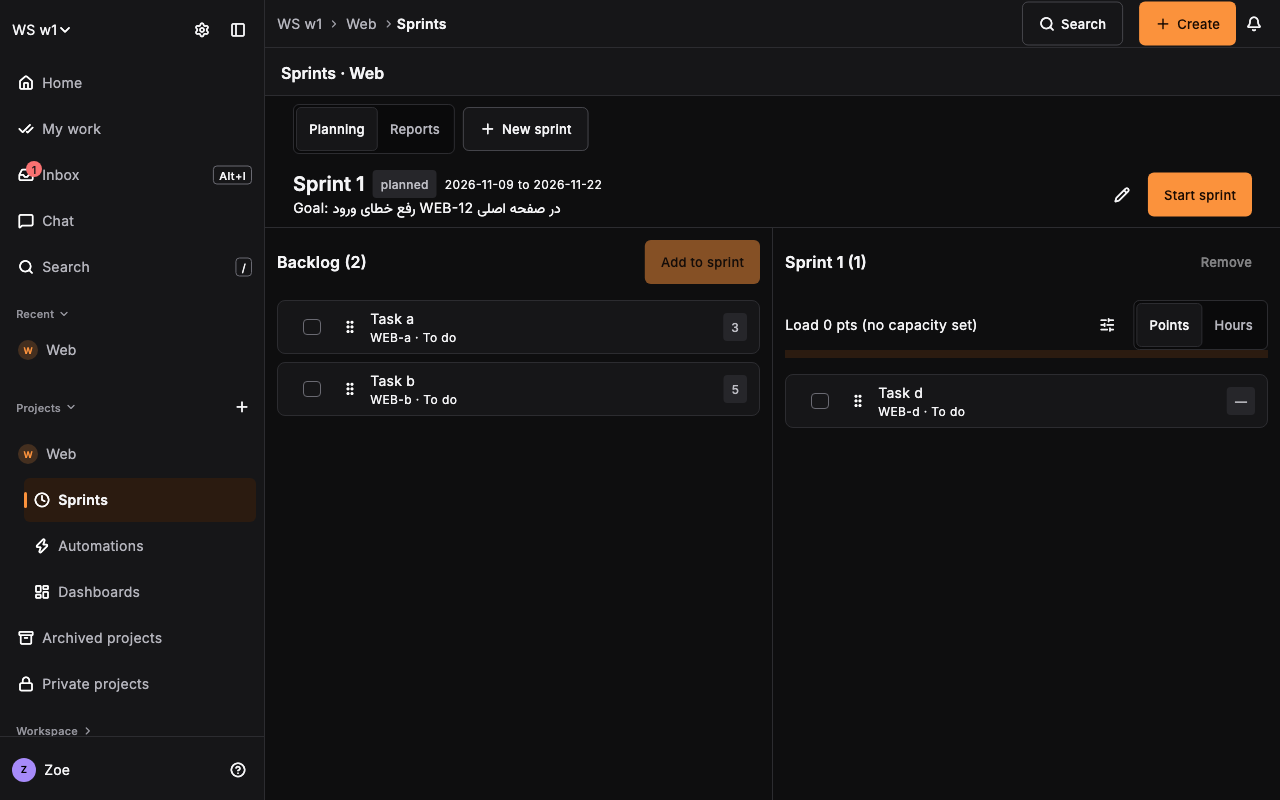 WS w1
Home
My work
1
Inbox
Alt+I
Chat
Search
/
Recent
W
Web
Projects
W
Web
Sprints
Automations
Dashboards
Archived projects
Private projects
Workspace
Z
Zoe
WS w1 > Web > Sprints
Search
Create
Sprints · Web
Planning
Reports
New sprint
Sprint 1 planned 2026-11-09 to 2026-11-22
Goal: رفع خطای ورود WEB-12 در صفحه اصلی
Start sprint
Backlog (2)
Add to sprint
Task a
WEB-a · To do
3
Task b
WEB-b · To do
5
Sprint 1 (1)
Remove
Load 0 pts (no capacity set)
Points
Hours
Task d
WEB-d · To do
—